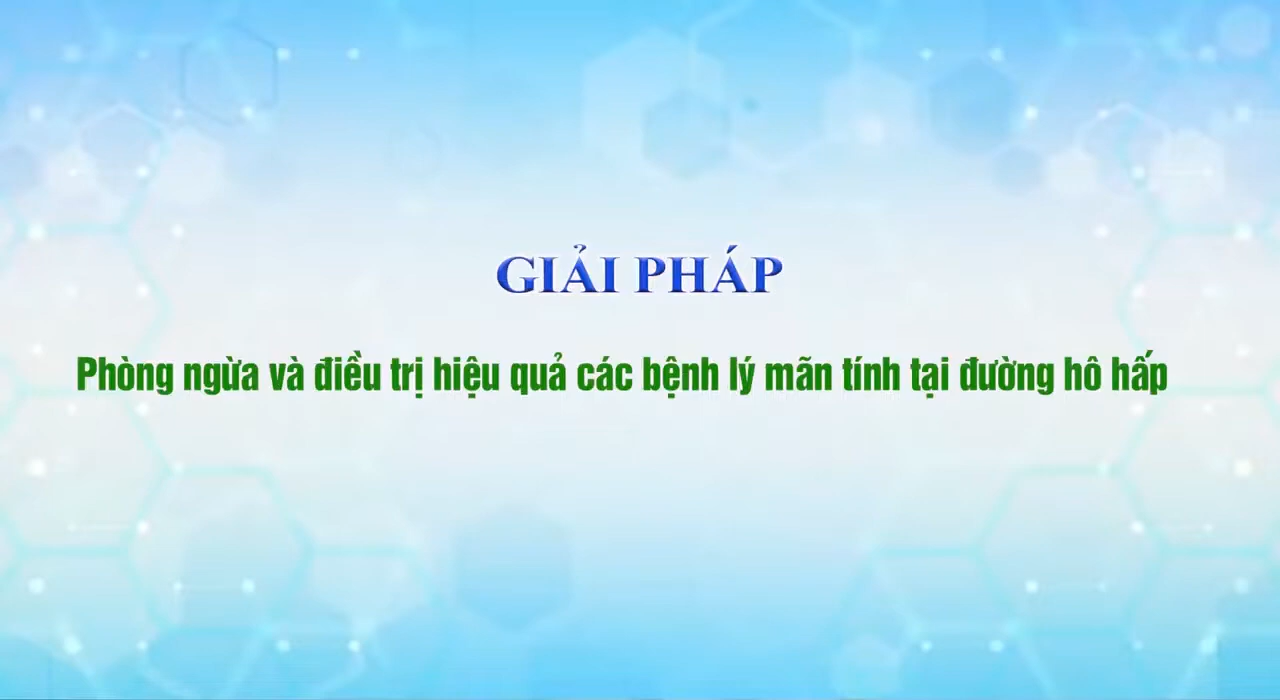 GIẢI PHÁP
Phòng ngừa và điều trị hiệu quả các bệnh lý mãn tính tại đường hô hấp